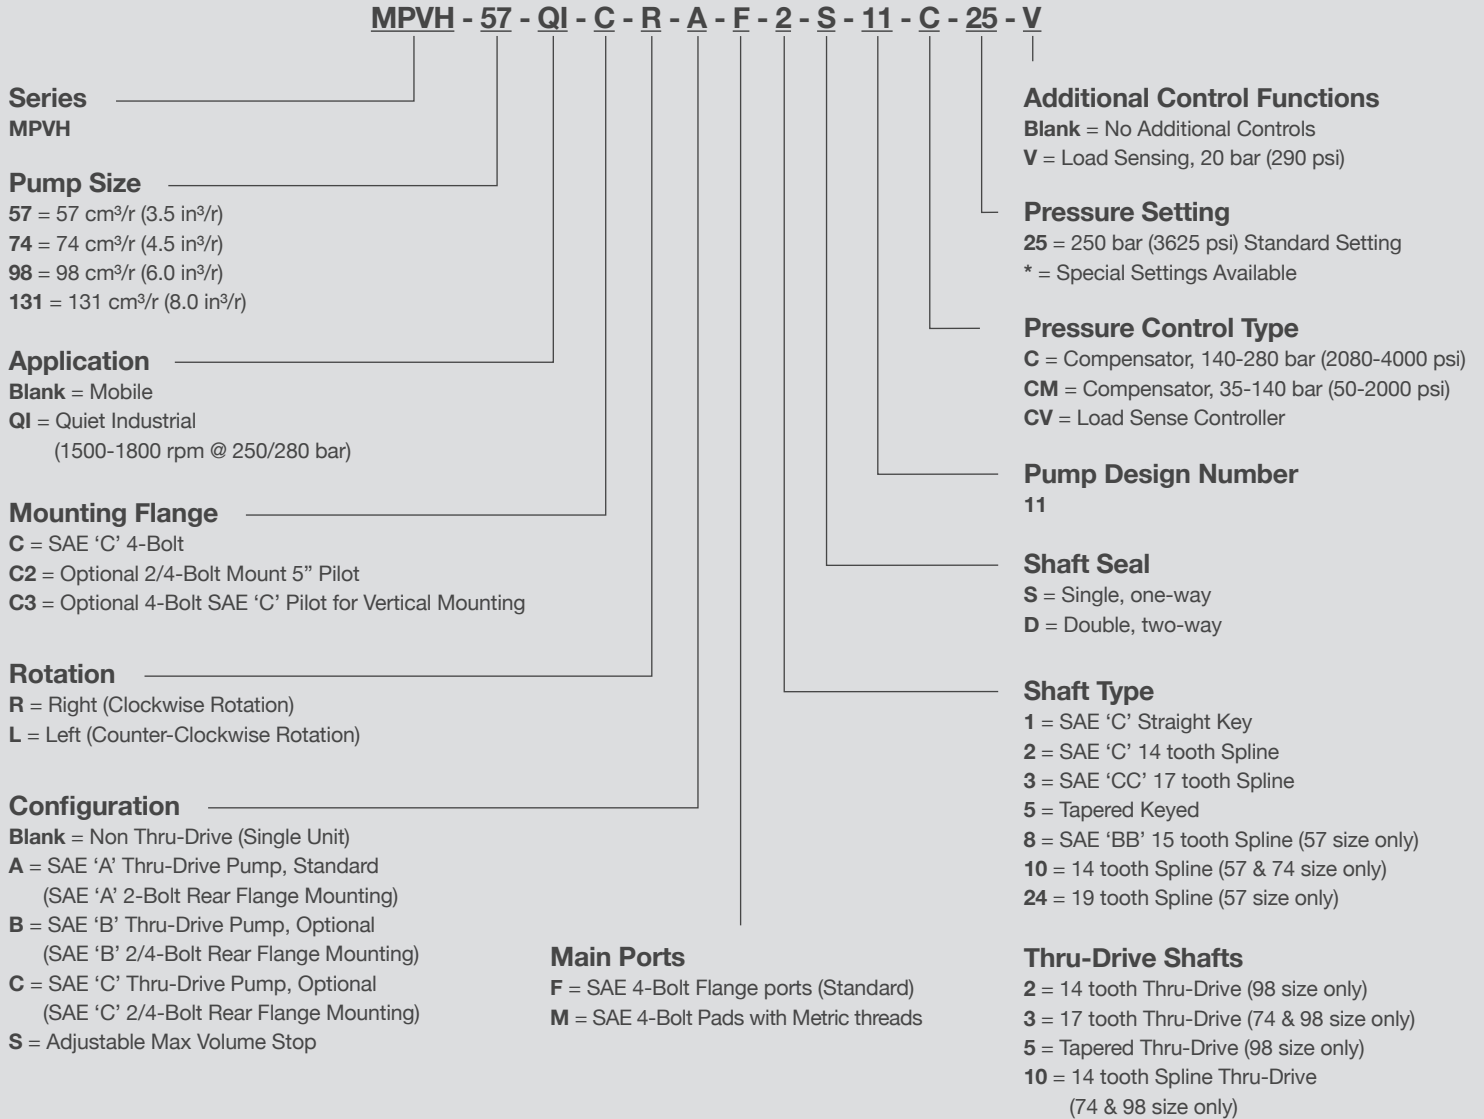 MPVH - 57 - QI - C - R - A - F - 2 - S - 11 - C - 25 - V
Series
MPVH
Pump Size
57 = 57 cm³/r (3.5 in³/r)
74 = 74 cm³/r (4.5 in³/r)
98 = 98 cm³/r (6.0 in³/r)
131 = 131 cm³/r (8.0 in³/r)
Application
Blank = Mobile
QI = Quiet Industrial
(1500-1800 rpm @ 250/280 bar)
Mounting Flange
C = SAE ‘C’ 4-Bolt
C2 = Optional 2/4-Bolt Mount 5” Pilot
C3 = Optional 4-Bolt SAE ‘C’ Pilot for Vertical Mounting
Rotation
R = Right (Clockwise Rotation)
L = Left (Counter-Clockwise Rotation)
Configuration
Blank = Non Thru-Drive (Single Unit)
A = SAE ‘A’ Thru-Drive Pump, Standard
(SAE ‘A’ 2-Bolt Rear Flange Mounting)
B = SAE ‘B’ Thru-Drive Pump, Optional
(SAE ‘B’ 2/4-Bolt Rear Flange Mounting)
C = SAE ‘C’ Thru-Drive Pump, Optional
(SAE ‘C’ 2/4-Bolt Rear Flange Mounting)
S = Adjustable Max Volume Stop
Main Ports
F = SAE 4-Bolt Flange ports (Standard)
M = SAE 4-Bolt Pads with Metric threads
Additional Control Functions
Blank = No Additional Controls
V = Load Sensing, 20 bar (290 psi)
Pressure Setting
25 = 250 bar (3625 psi) Standard Setting
* = Special Settings Available
Pressure Control Type
C = Compensator, 140-280 bar (2080-4000 psi)
CM = Compensator, 35-140 bar (50-2000 psi)
CV = Load Sense Controller
Pump Design Number
11
Shaft Seal
S = Single, one-way
D = Double, two-way
Shaft Type
1 = SAE ‘C’ Straight Key
2 = SAE ‘C’ 14 tooth Spline
3 = SAE ‘CC’ 17 tooth Spline
5 = Tapered Keyed
8 = SAE ‘BB’ 15 tooth Spline (57 size only)
10 = 14 tooth Spline (57 & 74 size only)
24 = 19 tooth Spline (57 size only)
Thru-Drive Shafts
2 = 14 tooth Thru-Drive (98 size only)
3 = 17 tooth Thru-Drive (74 & 98 size only)
5 = Tapered Thru-Drive (98 size only)
10 = 14 tooth Spline Thru-Drive
(74 & 98 size only)